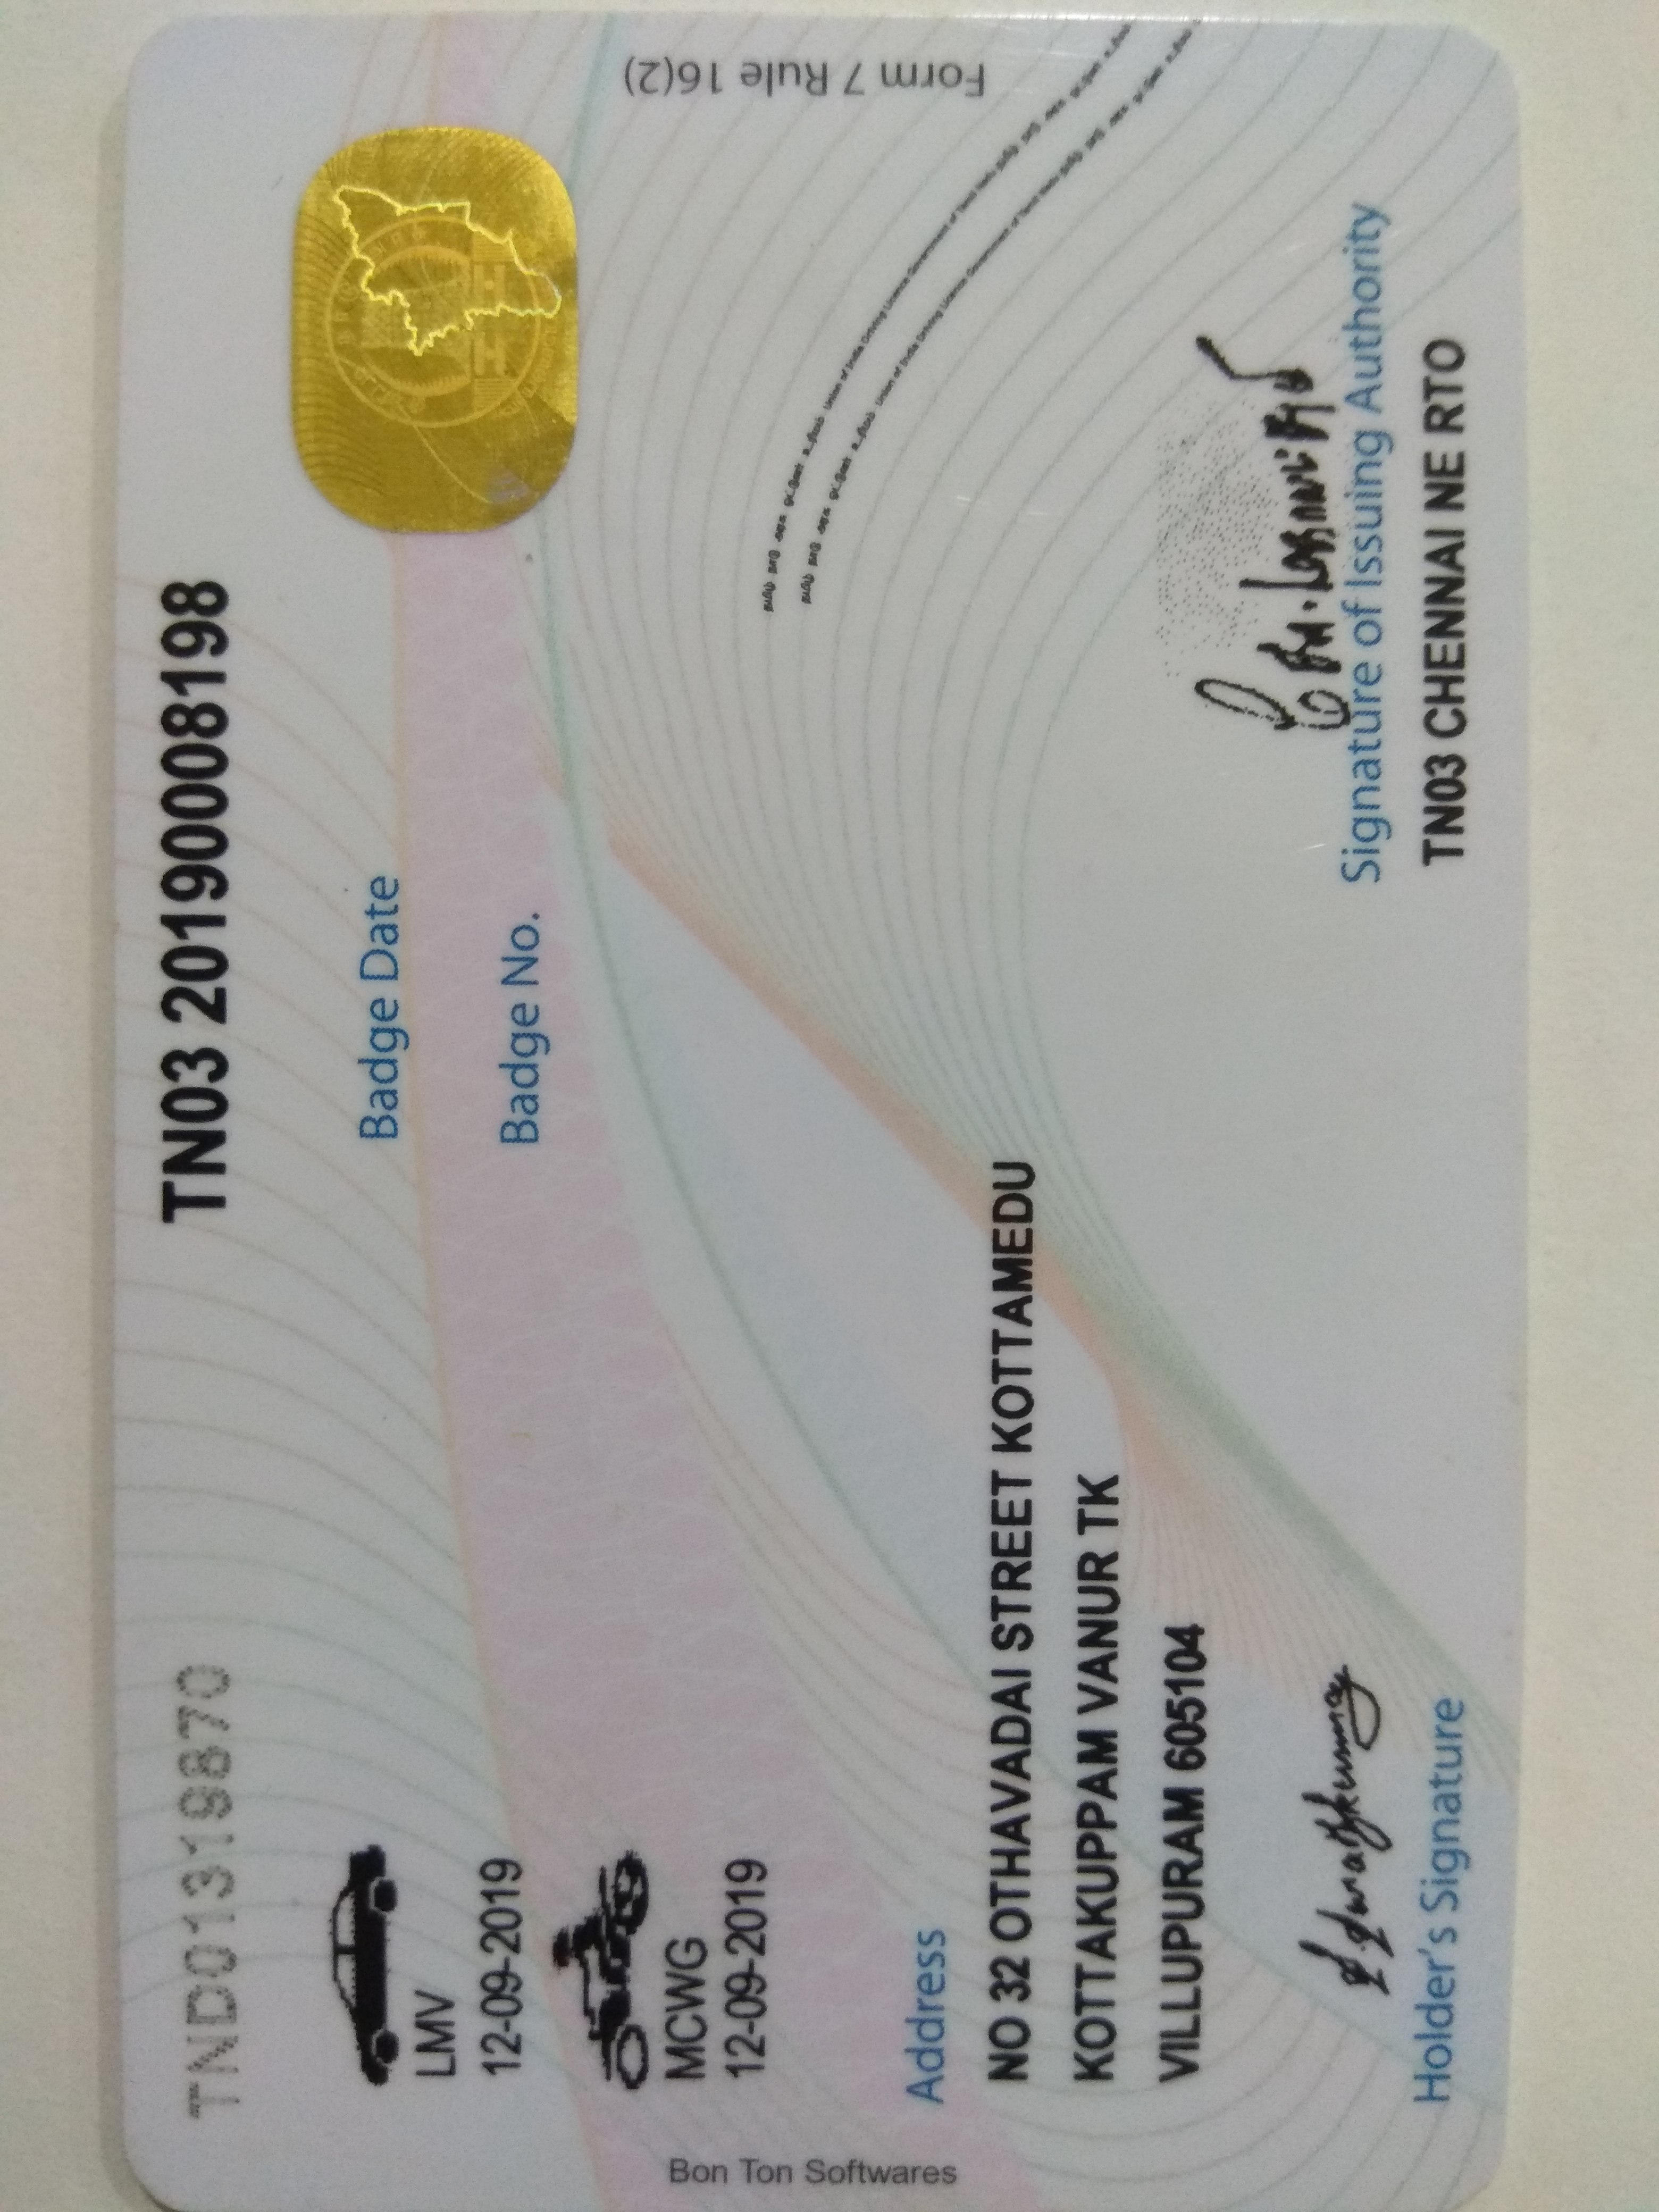 TND01319870
TN03 20190008198
LMV
12-09-2019
MCWG
12-09-2019
Badge Date
Badge No.
Form 7 Rule 16(2)
Address
NO 32 OTHAVADAI STREET KOTTAMEDU
KOTTAKUPPAM VANUR TK
VILLUPURAM 605104
Holder's Signature
Signature of Issuing Authority
TN03 CHENNAI NE RTO
Bon Ton Softwares